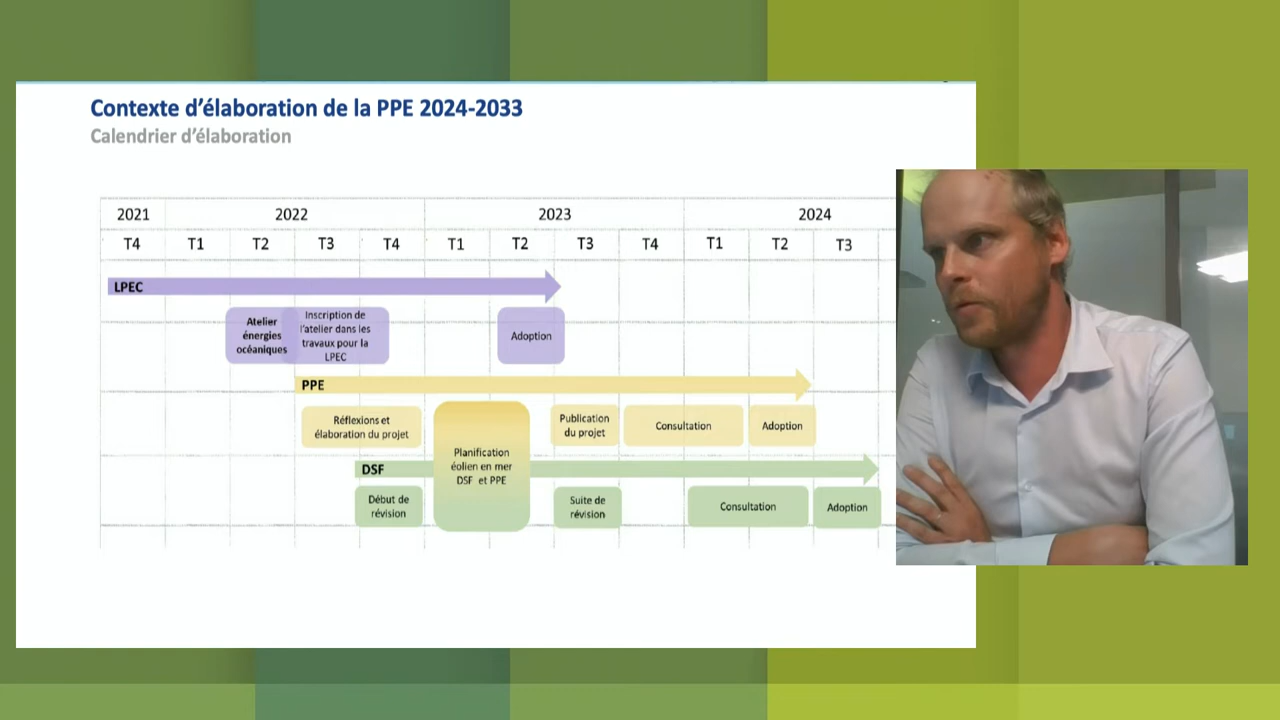 Contexte d'élaboration de la PPE 2024-2033
Calendrier d'élaboration
2021 2022 2023 2024
T4 T1 T2 T3 T4 T1 T2 T3 T4 T1 T2 T3
LPEC
Atelier
énergies
océaniques
Inscription de
l'atelier dans les
travaux pour la
LPEC
Adoption
PPE
Réflexions et
élaboration du projet
Planification
éolien en mer
DSF et PPE
Publication
du projet
Consultation
Adoption
DSF
Début de
révision
Suite de
révision
Consultation
Adoption